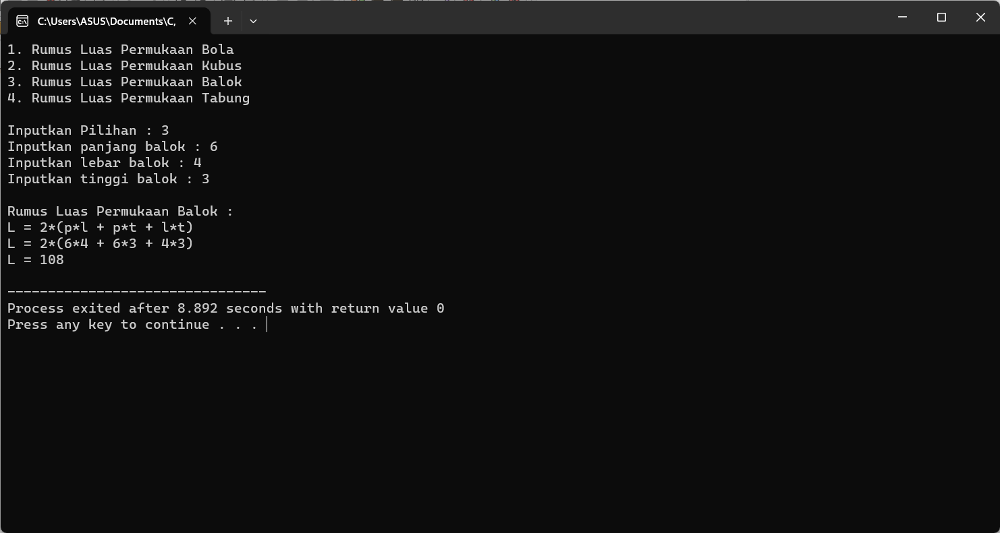 C:\Users\ASUS\Documents\C,
1. Rumus Luas Permukaan Bola
2. Rumus Luas Permukaan Kubus
3. Rumus Luas Permukaan Balok
4. Rumus Luas Permukaan Tabung
Inputkan Pilihan : 3
Inputkan panjang balok : 6
Inputkan lebar balok : 4
Inputkan tinggi balok : 3
Rumus Luas Permukaan Balok :
L = 2*(p*l + p*t + l*t)
L = 2*(6*4 + 6*3 + 4*3)
L = 108
--------------------------------
Process exited after 8.892 seconds with return value 0
Press any key to continue . . .